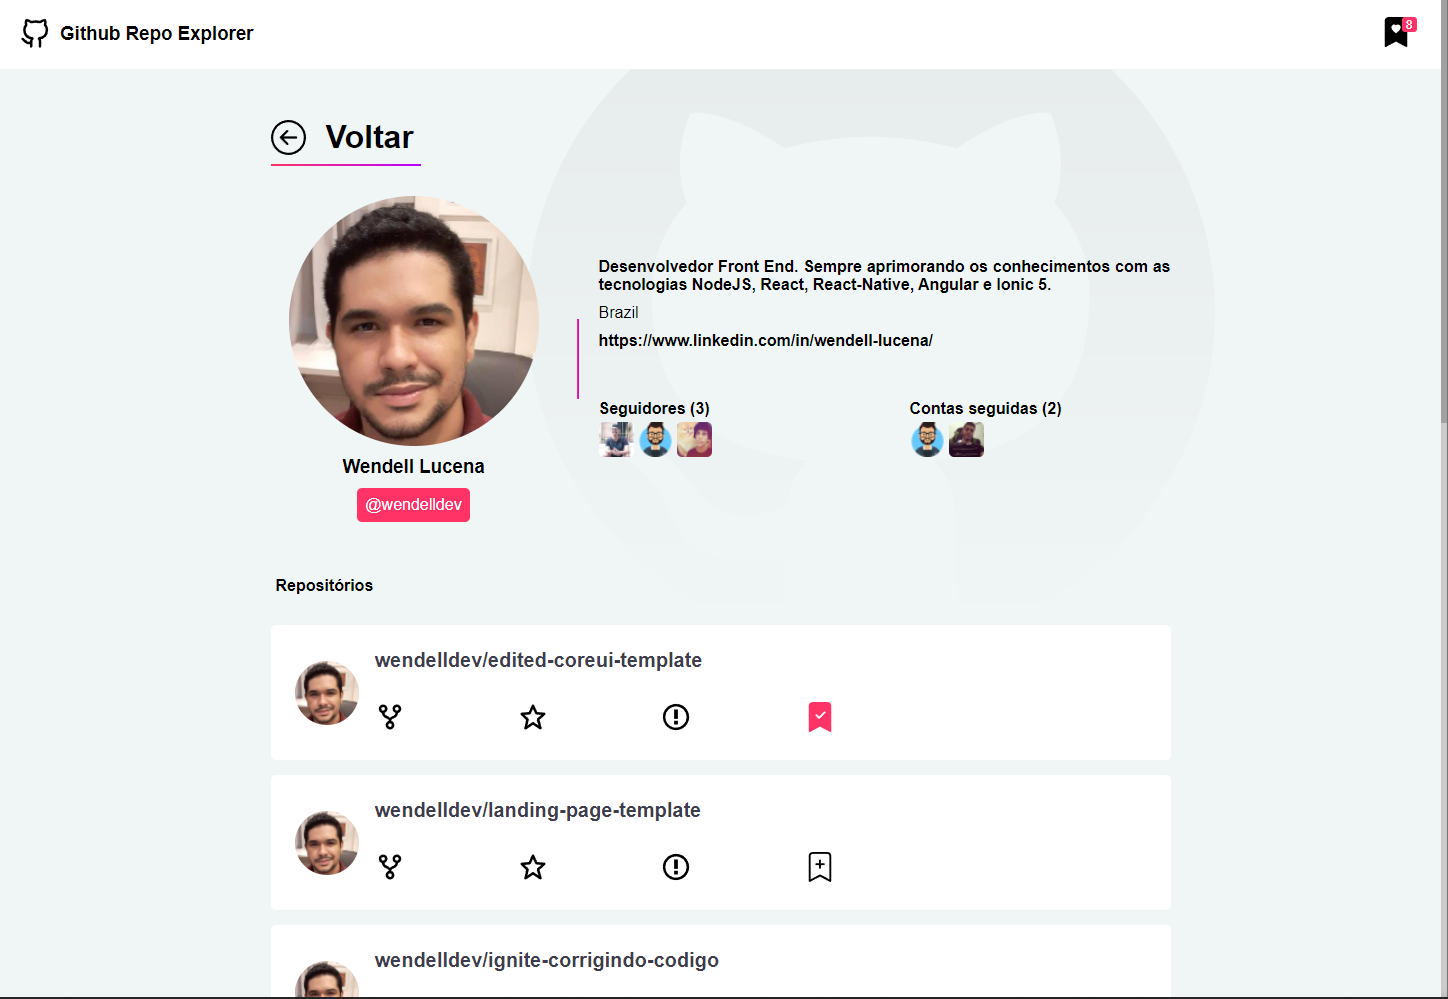 Github Repo Explorer
8
Voltar
Desenvolvedor Front End. Sempre aprimorando os conhecimentos com as
tecnologias NodeJS, React, React-Native, Angular e Ionic 5.
Brazil
https://www.linkedin.com/in/wendell-lucena/
Seguidores (3)
Contas seguidas (2)
Wendell Lucena
@wendelldev
Repositórios
wendelldev/edited-coreui-template
wendelldev/landing-page-template
wendelldev/ignite-corrigindo-codigo